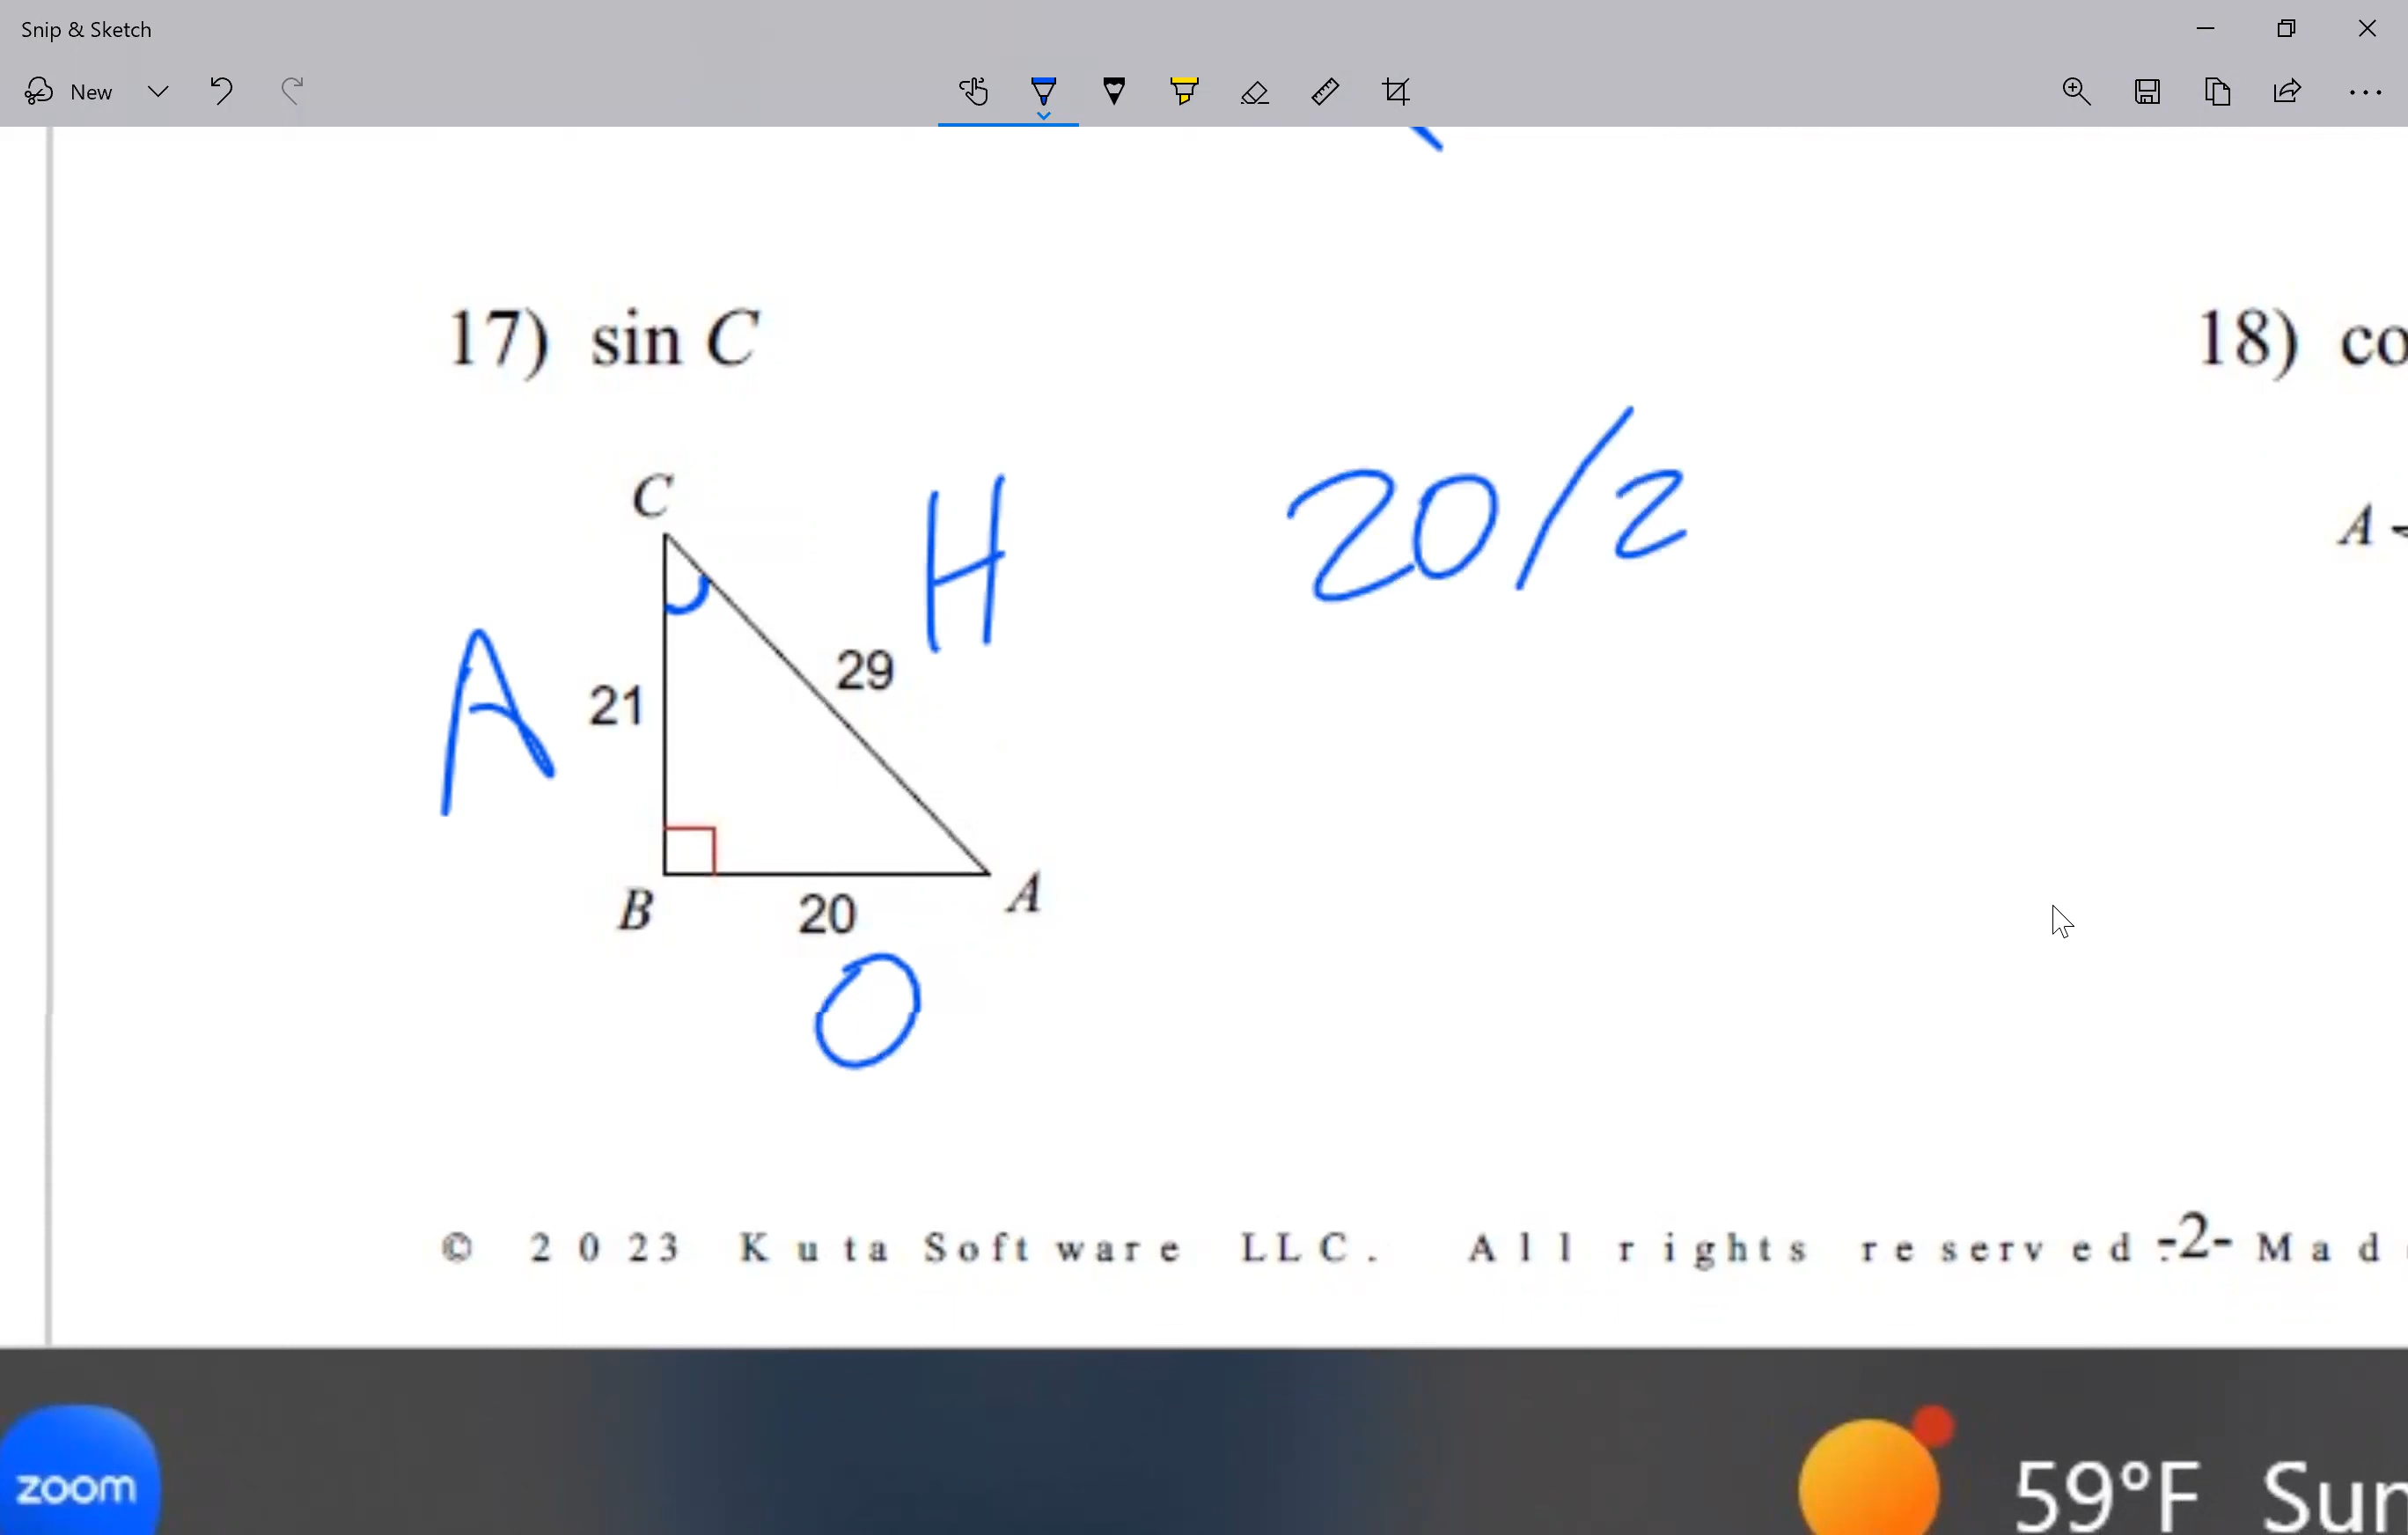 Snip & Sketch
New
17) sin C
18) co
C
H
20/2
A
A
21
29
B
20
A
O
© 2023 Kuta Software LLC. All rights reserved. -2- Mad
zoom
59°F Sun